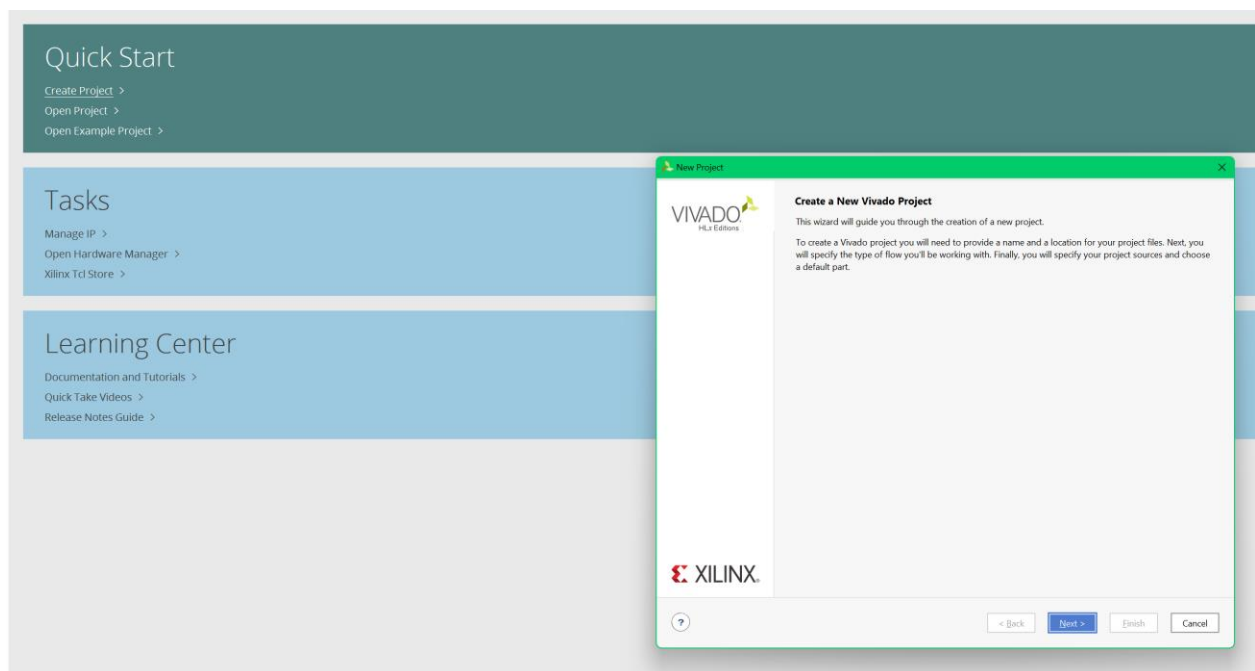 Quick Start
Create Project >
Open Project >
Open Example Project >
Tasks
Manage IP >
Open Hardware Manager >
Xilinx Tcl Store >
Learning Center
Documentation and Tutorials >
Quick Take Videos >
Release Notes Guide >
New Project
VIVADO
HLx Editions
Create a New Vivado Project
This wizard will guide you through the creation of a new project.
To create a Vivado project you will need to provide a name and a location for your project files. Next, you
will specify the type of flow you'll be working with. Finally, you will specify your project sources and choose
a default part.
XILINX
?
< Back Next > Finish Cancel